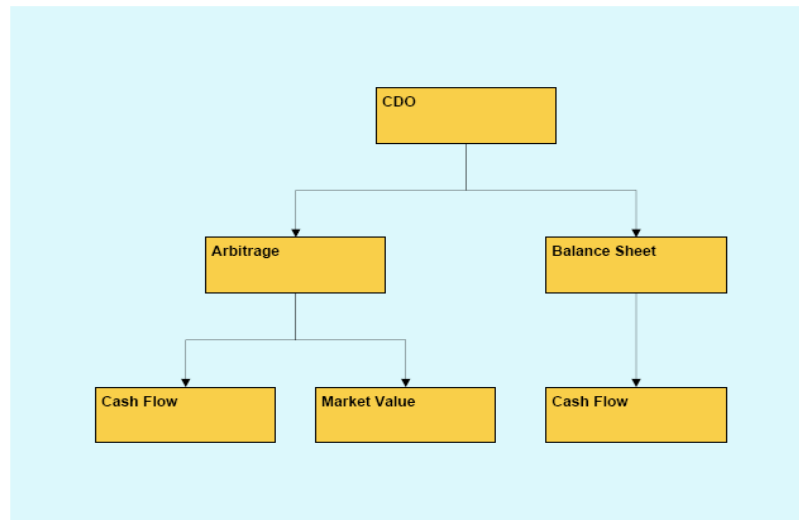 CDO
Arbitrage
Balance Sheet
Cash Flow
Market Value
Cash Flow